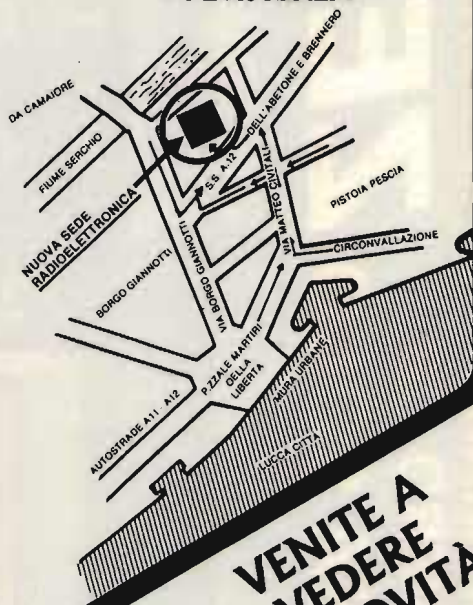 DA CAMAIORE
FIUME SERCHIO
NUOVA SEDE
RADIOELETTRONICA
S.S. A.12
DELL'ABETONE E BRENNERO
BORGO GIANNOTTI
VIA BORGO GIANNOTTI
VIA MATTEO CIVITALI
PISTOIA PESCIA
CIRCONVALLAZIONE
AUTOSTRADE A11 - A12
P.ZZALE MARTIRI
DELLA
LIBERTA
MURA URBANE
LUCCA CITTÀ
VENITE A
VEDERE